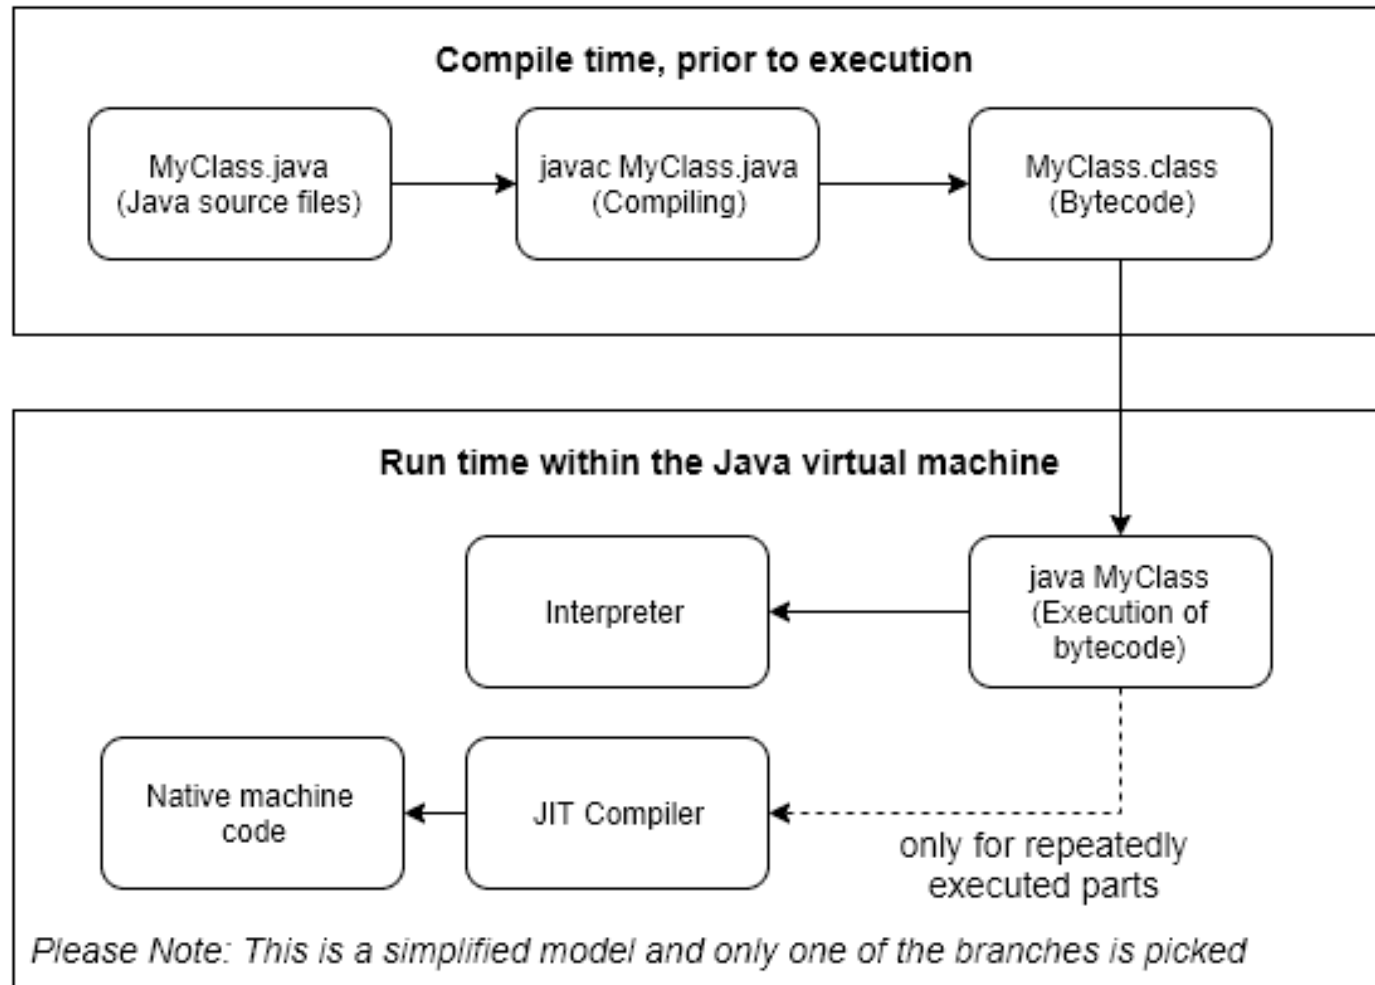 Compile time, prior to execution
MyClass.java
(Java source files)
javac MyClass.java
(Compiling)
MyClass.class
(Bytecode)
Run time within the Java virtual machine
Interpreter
java MyClass
(Execution of
bytecode)
Native machine
code
JIT Compiler
only for repeatedly
executed parts
Please Note: This is a simplified model and only one of the branches is picked